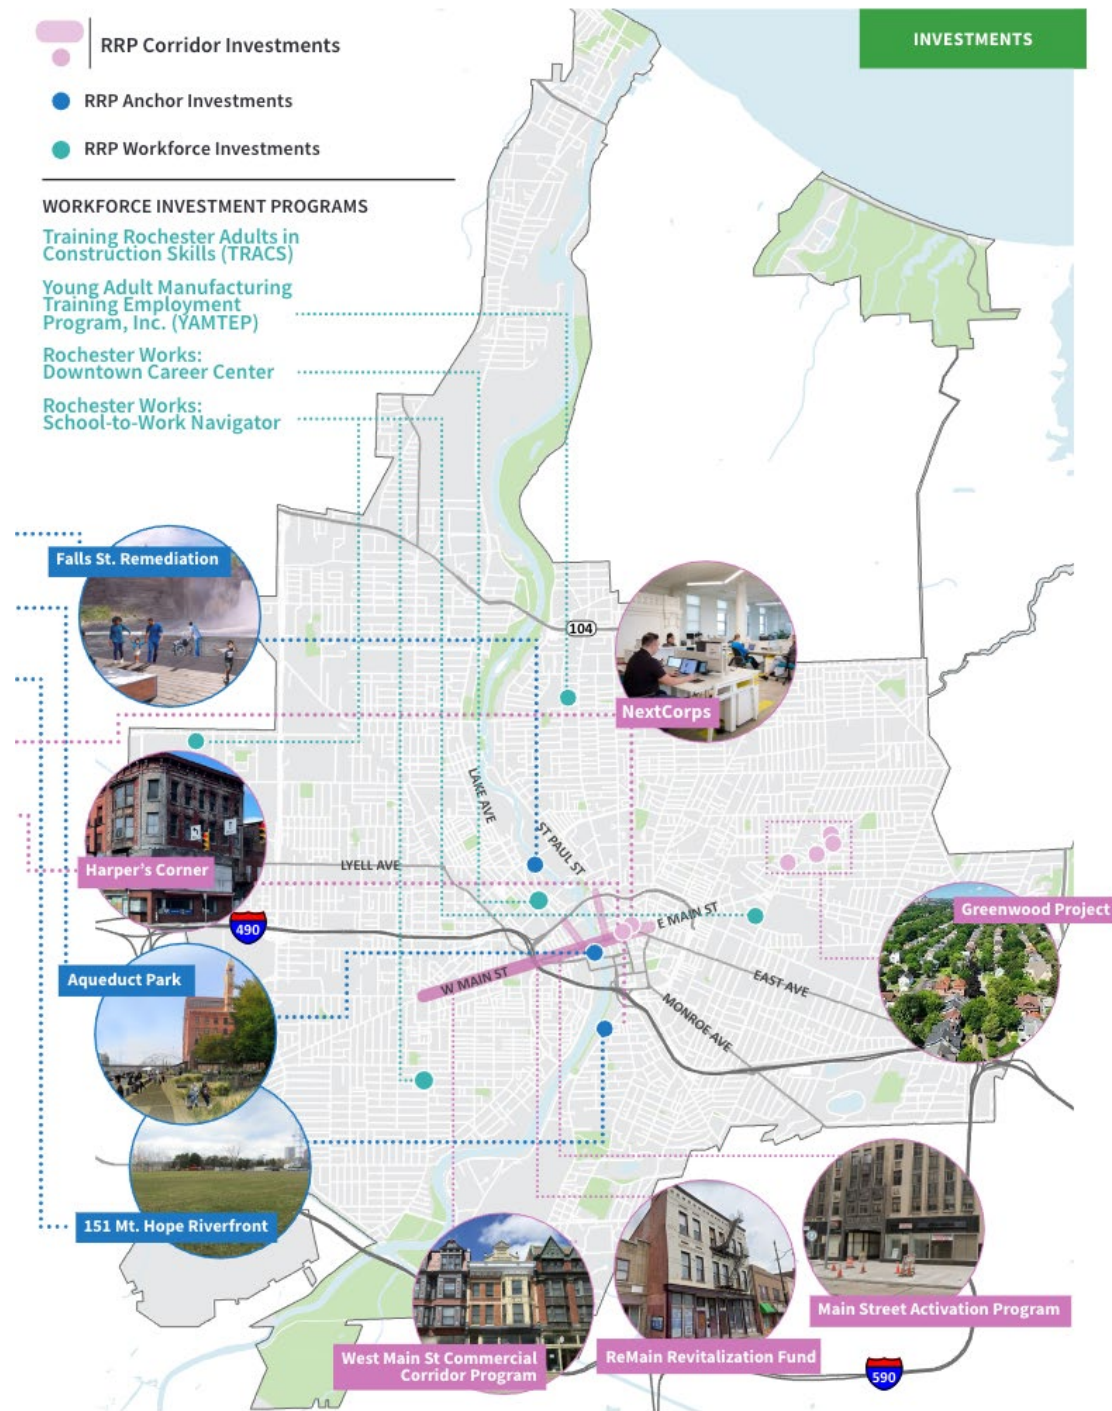 RRP Corridor Investments
RRP Anchor Investments
RRP Workforce Investments
INVESTMENTS
WORKFORCE INVESTMENT PROGRAMS
Training Rochester Adults in
Construction Skills (TRACS)
Young Adult Manufacturing
Training Employment
Program, Inc. (YAMTEP)
Rochester Works:
Downtown Career Center
Rochester Works:
School-to-Work Navigator
Falls St. Remediation
104
NextCorps
LAKE AVE
ST PAUL ST
LYELL AVE
Harper's Corner
490
E MAIN ST
Greenwood Project
Aqueduct Park
W MAIN ST
EAST AVE
MONROE AVE
151 Mt. Hope Riverfront
Main Street Activation Program
West Main St Commercial
Corridor Program
ReMain Revitalization Fund
590